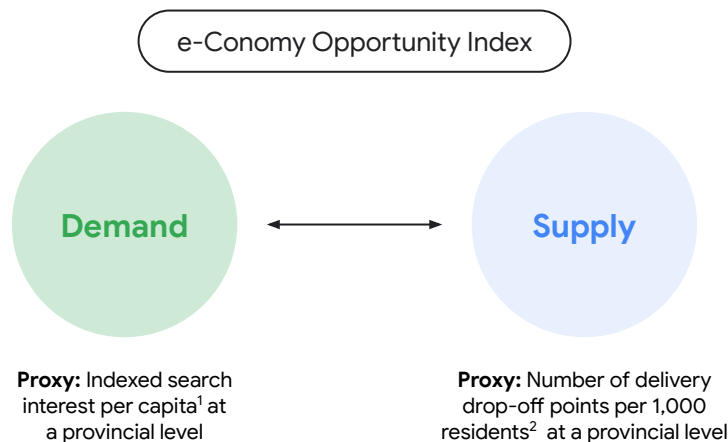 e-Conomy Opportunity Index
Demand
Supply
Proxy: Indexed search
interest per capita¹ at
a provincial level
Proxy: Number of delivery
drop-off points per 1,000
residents² at a provincial level